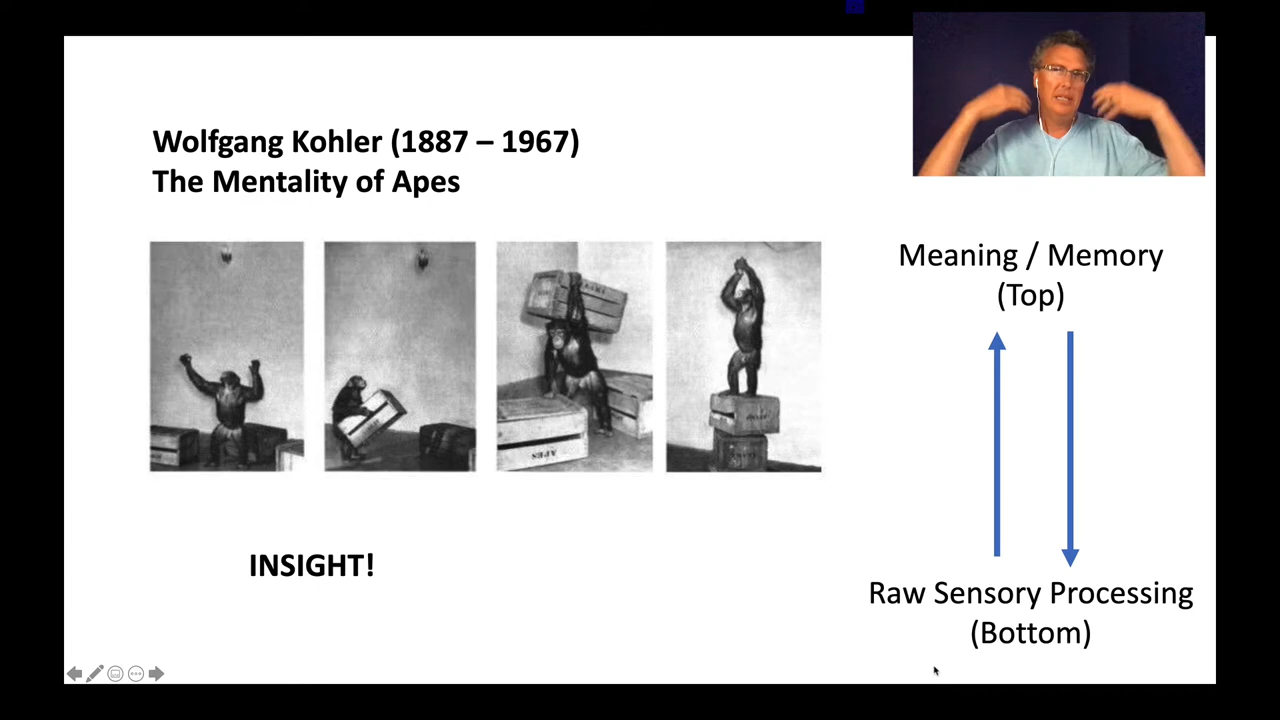 Wolfgang Kohler (1887 – 1967)
The Mentality of Apes
Meaning / Memory
(Top)
INSIGHT!
Raw Sensory Processing
(Bottom)